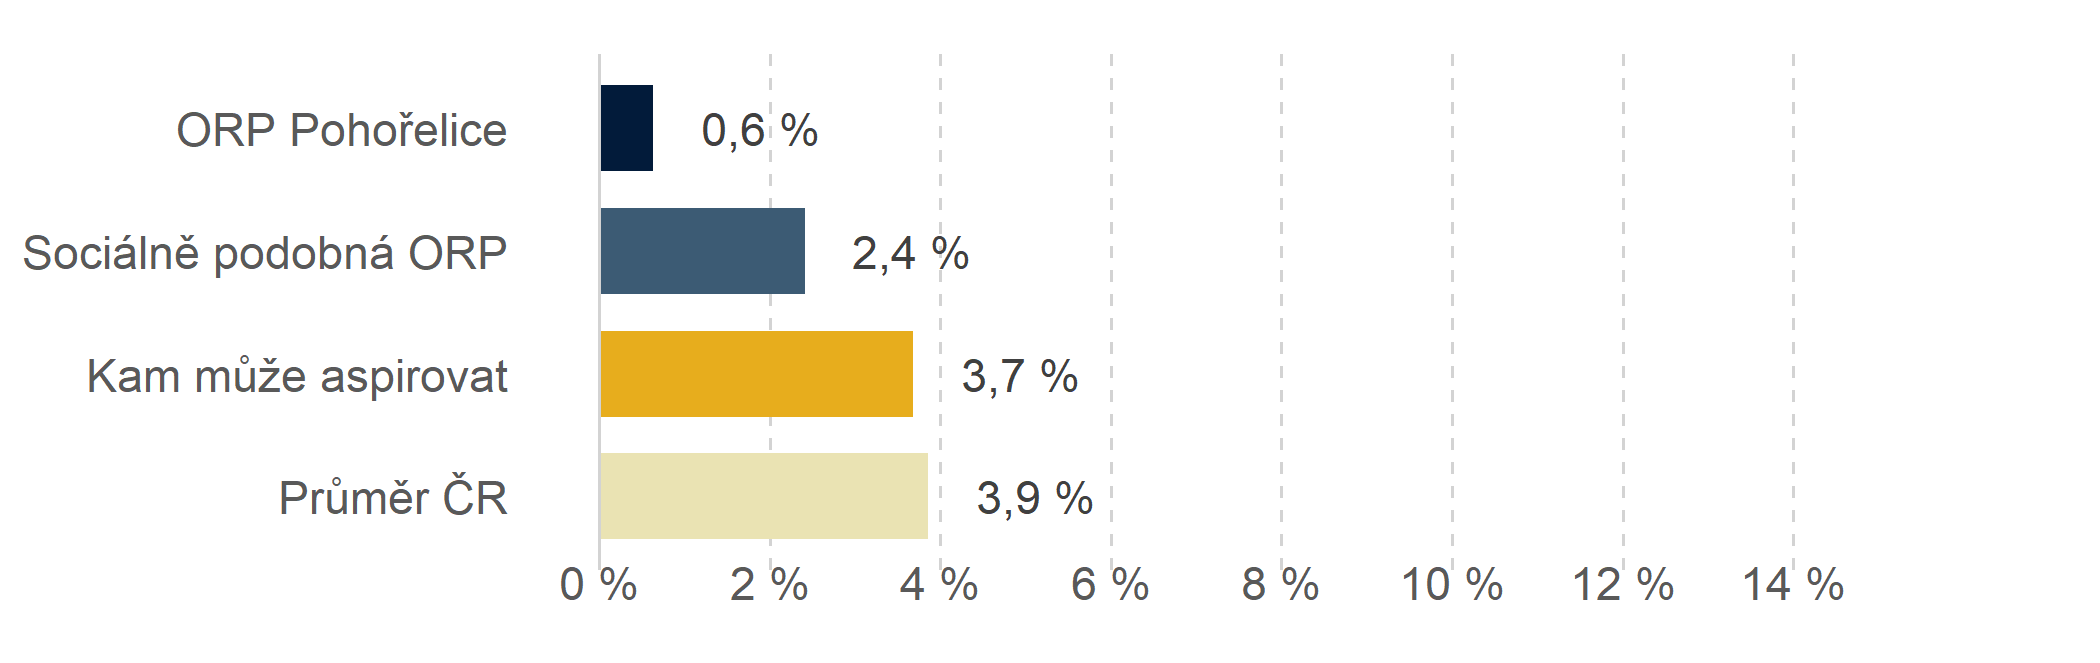 ORP Pohořelice 0,6 %
Sociálně podobná ORP 2,4 %
Kam může aspirovat 3,7 %
Průměr ČR 3,9 %
0 % 2 % 4 % 6 % 8 % 10 % 12 % 14 %